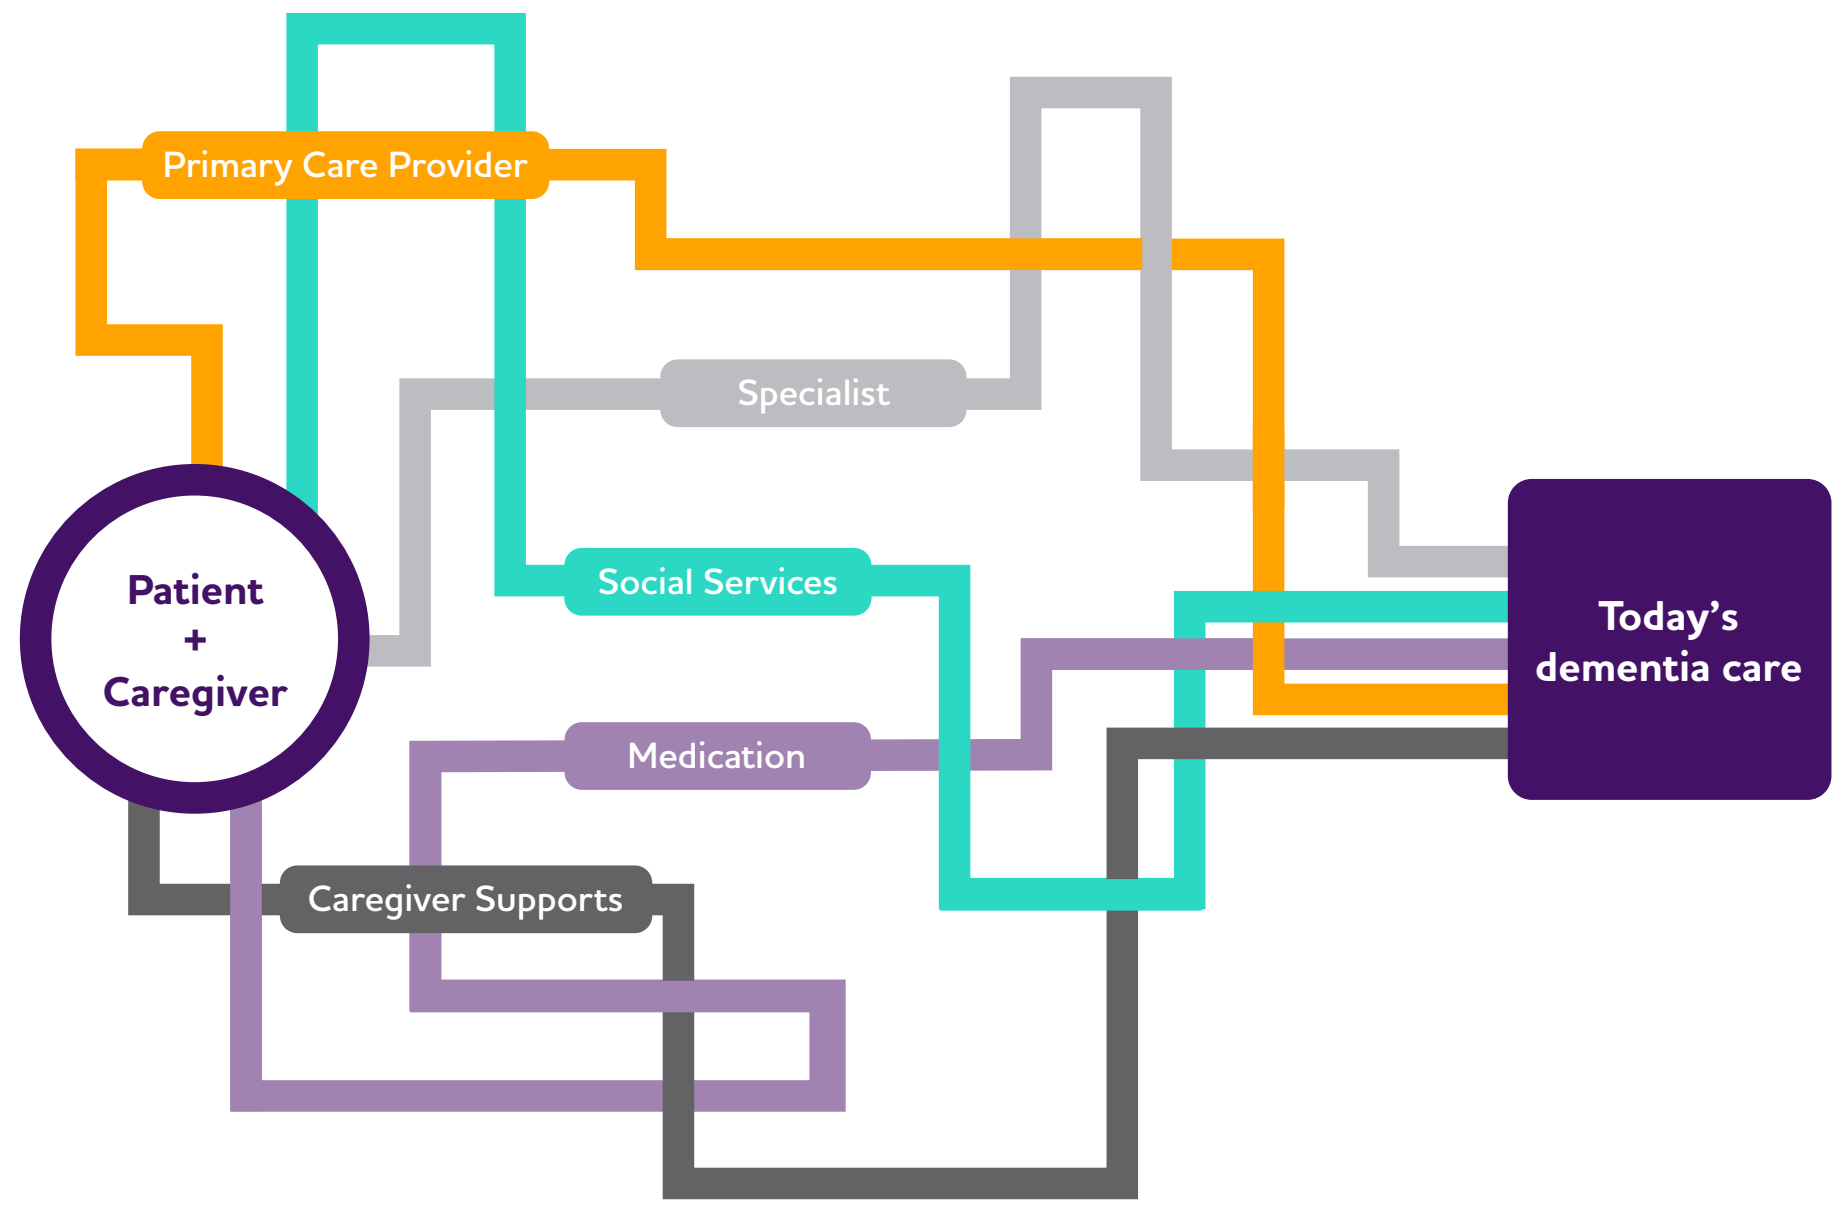 Primary Care Provider
Specialist
Social Services
Patient
+
Caregiver
Today’s
dementia care
Medication
Caregiver Supports